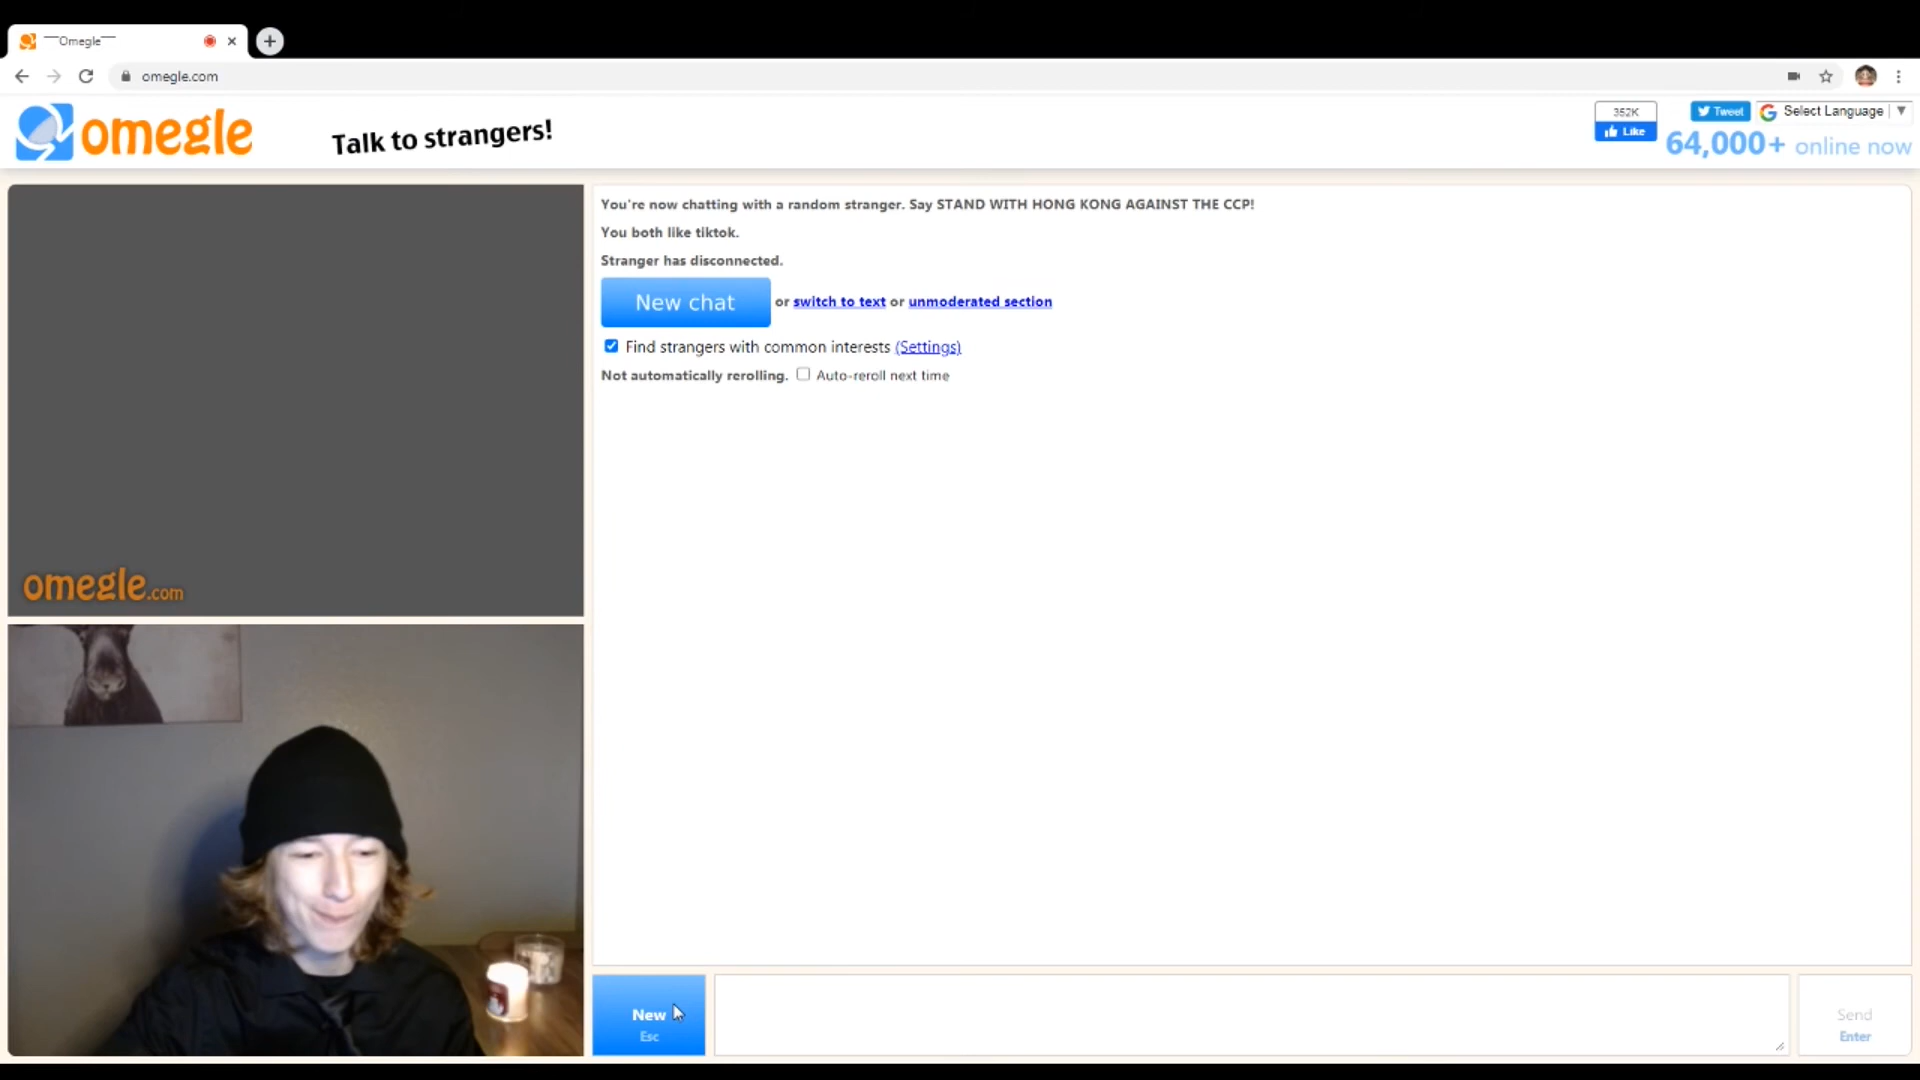 Omegle
omegle.com
omegle
Talk to strangers!
352K
Like
Tweet
Select Language
64,000+ online now
You're now chatting with a random stranger. Say STAND WITH HONG KONG AGAINST THE CCP!
You both like tiktok.
Stranger has disconnected.
New chat or switch to text or unmoderated section
Find strangers with common interests (Settings)
Not automatically rerolling. Auto-reroll next time
omegle.com
New
Esc
Send
Enter